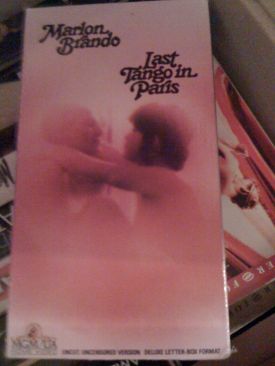 Marlon
Brando
Last
Tango in
Paris
MGM/UA
UNCUT, UNCENSORED VERSION DELUXE LETTER-BOX FORMAT